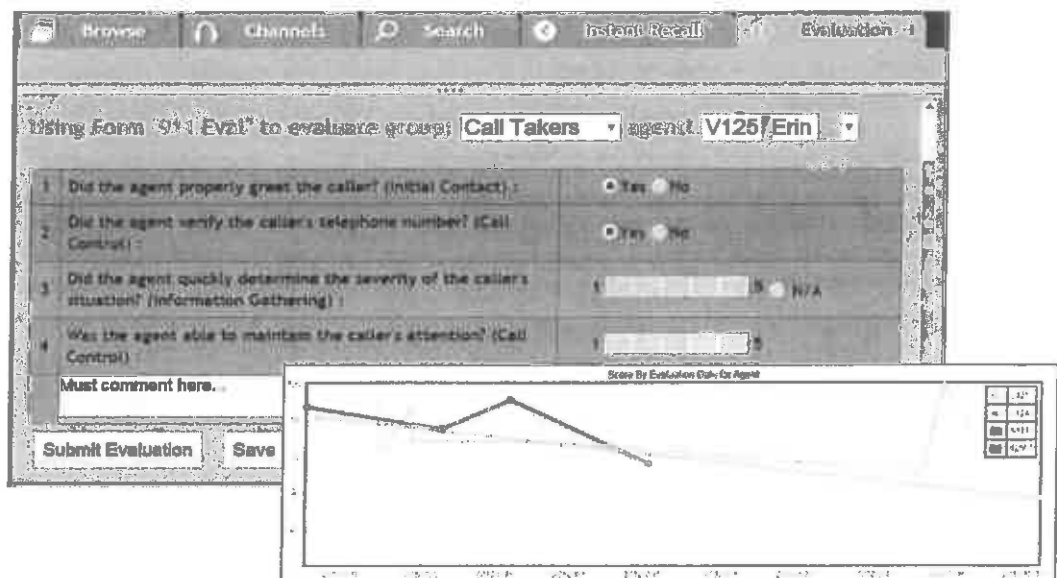 Browse Channels Search Instant Recall Evaluation
Using Form "911 Eval" to evaluate group: Call Takers agent: V125/Erin
1 Did the agent properly greet the caller? (Initial Contact) : Yes No
2 Did the agent verify the caller's telephone number? (Call
Control) : Yes No
3 Did the agent quickly determine the severity of the caller's
situation? (Information Gathering) : 1 5 N/A
4 Was the agent able to maintain the caller's attention? (Call
Control) 1 5
Must comment here.
Submit Evaluation Save
Score By Evaluation Date for Agent